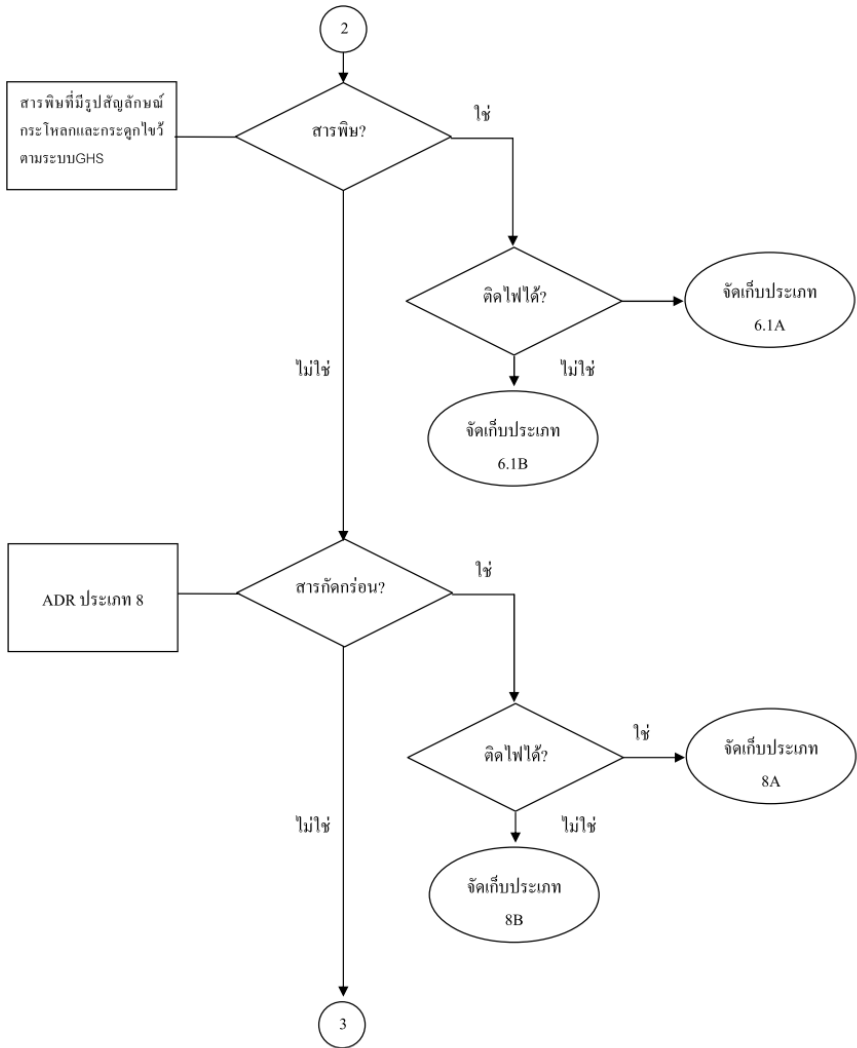 2
สารพิษที่มีรูปสัญลักษณ์
กระโหลกและกระดูกไขว้
ตามระบบGHS
สารพิษ?
ใช่
ติดไฟได้?
จัดเก็บประเภท
6.1A
ไม่ใช่
ไม่ใช่
จัดเก็บประเภท
6.1B
ADR ประเภท 8
สารกัดกร่อน?
ใช่
ติดไฟได้?
ใช่
จัดเก็บประเภท
8A
ไม่ใช่
ไม่ใช่
จัดเก็บประเภท
8B
3